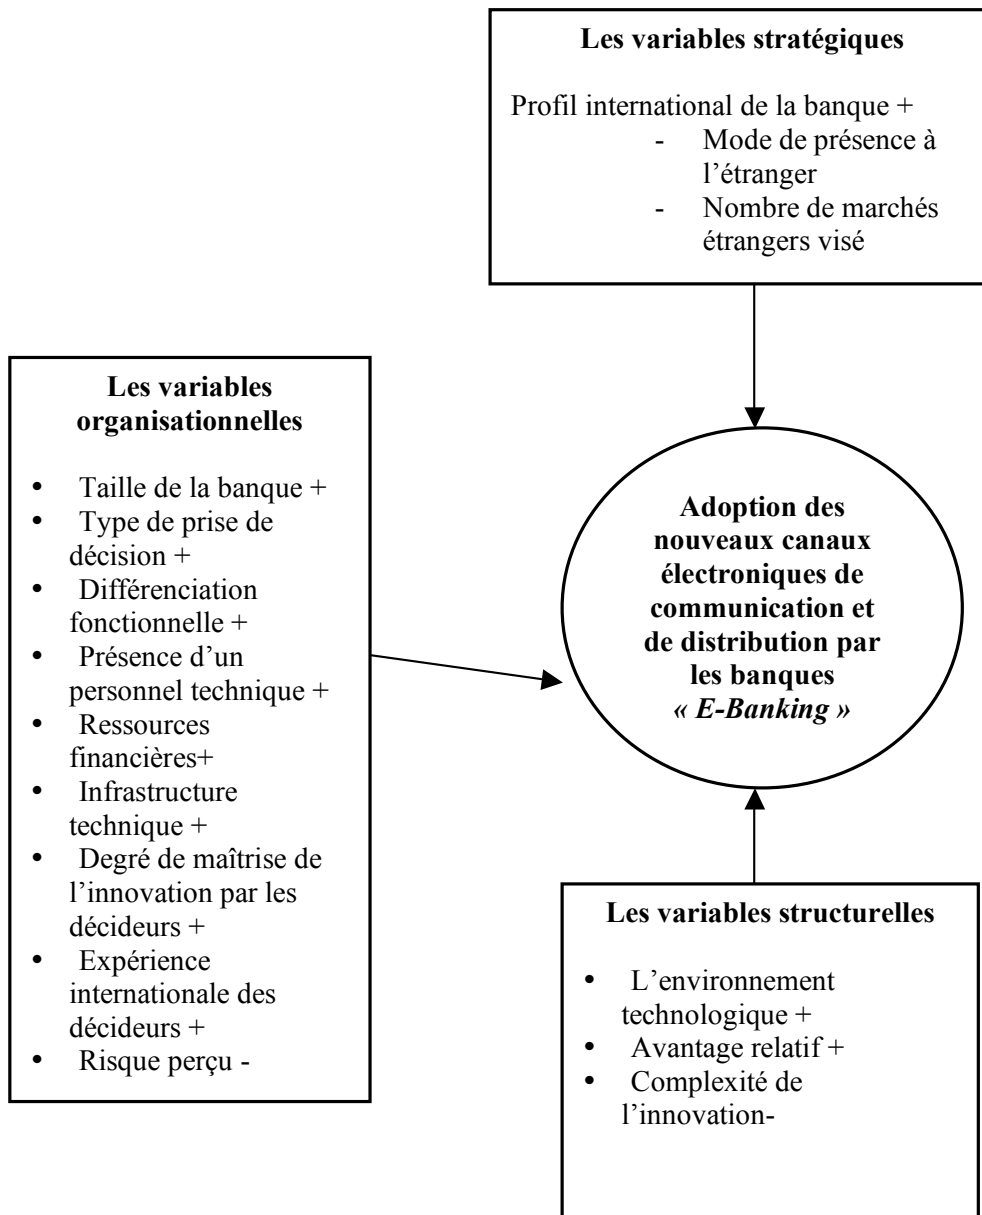 Les variables stratégiques
Profil international de la banque +
- Mode de présence à
l’étranger
- Nombre de marchés
étrangers visé
Les variables
organisationnelles
• Taille de la banque +
• Type de prise de
décision +
• Différenciation
fonctionnelle +
• Présence d’un
personnel technique +
• Ressources
financières+
• Infrastructure
technique +
• Degré de maîtrise de
l’innovation par les
décideurs +
• Expérience
internationale des
décideurs +
• Risque perçu -
Adoption des
nouveaux canaux
électroniques de
communication et
de distribution par
les banques
« E-Banking »
Les variables structurelles
• L’environnement
technologique +
• Avantage relatif +
• Complexité de
l’innovation-